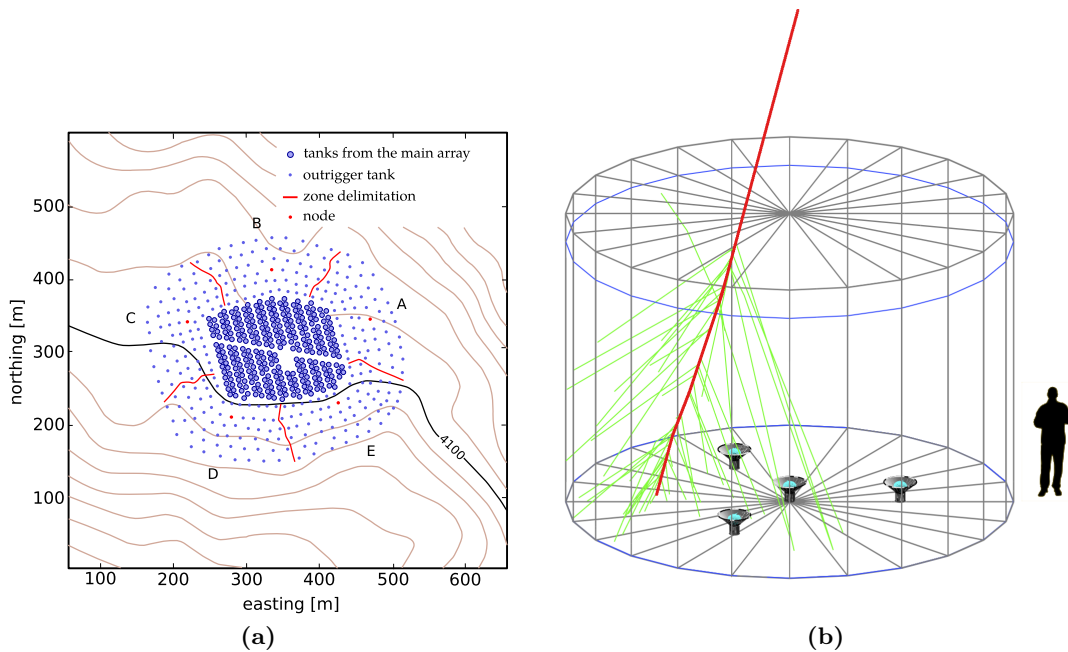 tanks from the main array
outrigger tank
zone delimitation
node
500
400
300
200
100
northing [m]
B
A
C
D
E
4100
100 200 300 400 500 600
easting [m]
(a) (b)